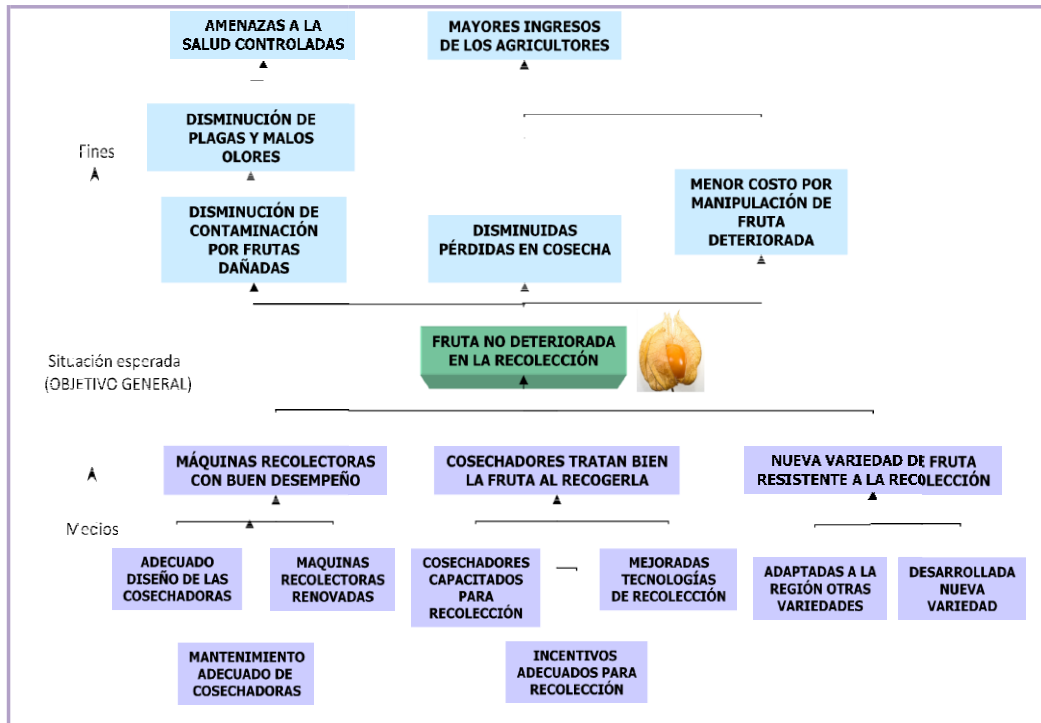 AMENAZAS A LA
SALUD CONTROLADAS
MAYORES INGRESOS
DE LOS AGRICULTORES
DISMINUCIÓN DE
PLAGAS Y MALOS
OLORES
Fines
MENOR COSTO POR
MANIPULACIÓN DE
FRUTA
DETERIORADA
DISMINUCIÓN DE
CONTAMINACIÓN
POR FRUTAS
DAÑADAS
DISMINUIDAS
PÉRDIDAS EN COSECHA
FRUTA NO DETERIORADA
EN LA RECOLECCIÓN
Situación esperada
(OBJETIVO GENERAL)
MÁQUINAS RECOLECTORAS
CON BUEN DESEMPEÑO
COSECHADORES TRATAN BIEN
LA FRUTA AL RECOGERLA
NUEVA VARIEDAD DE FRUTA
RESISTENTE A LA RECOLECCIÓN
Medios
ADECUADO
DISEÑO DE LAS
COSECHADORAS
MAQUINAS
RECOLECTORAS
RENOVADAS
COSECHADORES
CAPACITADOS
PARA
RECOLECCIÓN
MEJORADAS
TECNOLOGÍAS
DE RECOLECCIÓN
ADAPTADAS A LA
REGIÓN OTRAS
VARIEDADES
DESARROLLADA
NUEVA
VARIEDAD
MANTENIMIENTO
ADECUADO DE
COSECHADORAS
INCENTIVOS
ADECUADOS PARA
RECOLECCIÓN